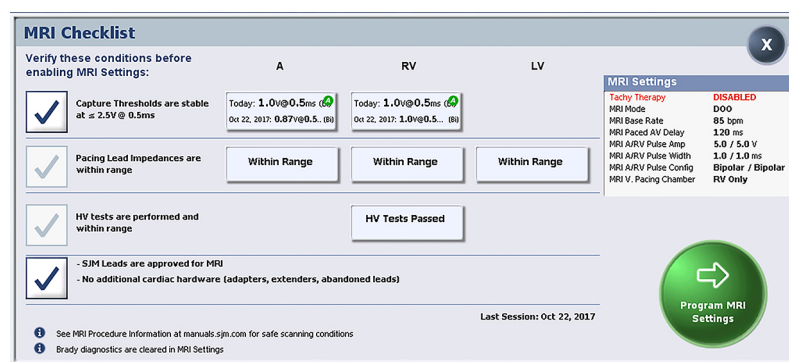 MRI Checklist
X
Verify these conditions before
enabling MRI Settings:
A
RV
LV
Capture Thresholds are stable
at ≤ 2.5V @ 0.5ms
Today: 1.0V@0.5ms (Bi)
Oct 22, 2017: 0.87V@0.5... (Bi)
Today: 1.0V@0.5ms (Bi)
Oct 22, 2017: 1.0V@0.5... (Bi)
Pacing Lead Impedances are
within range
Within Range
Within Range
Within Range
HV tests are performed and
within range
HV Tests Passed
- SJM Leads are approved for MRI
- No additional cardiac hardware (adapters, extenders, abandoned leads)
MRI Settings
Tachy Therapy DISABLED
MRI Mode DOO
MRI Base Rate 85 bpm
MRI Paced AV Delay 120 ms
MRI A/RV Pulse Amp 5.0 / 5.0 V
MRI A/RV Pulse Width 1.0 / 1.0 ms
MRI A/RV Pulse Config Bipolar / Bipolar
MRI V. Pacing Chamber RV Only
Program MRI
Settings
Last Session: Oct 22, 2017
i See MRI Procedure Information at manuals.sjm.com for safe scanning conditions
i Brady diagnostics are cleared in MRI Settings